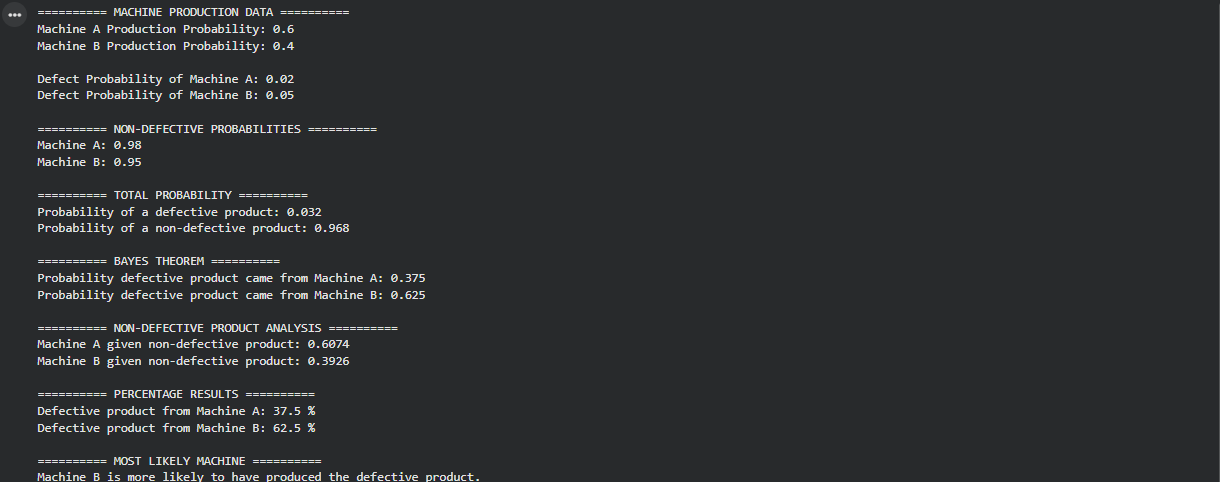 ========== MACHINE PRODUCTION DATA ==========
Machine A Production Probability: 0.6
Machine B Production Probability: 0.4
Defect Probability of Machine A: 0.02
Defect Probability of Machine B: 0.05
========== NON-DEFECTIVE PROBABILITIES ==========
Machine A: 0.98
Machine B: 0.95
========== TOTAL PROBABILITY ==========
Probability of a defective product: 0.032
Probability of a non-defective product: 0.968
========== BAYES THEOREM ==========
Probability defective product came from Machine A: 0.375
Probability defective product came from Machine B: 0.625
========== NON-DEFECTIVE PRODUCT ANALYSIS ==========
Machine A given non-defective product: 0.6074
Machine B given non-defective product: 0.3926
========== PERCENTAGE RESULTS ==========
Defective product from Machine A: 37.5 %
Defective product from Machine B: 62.5 %
========== MOST LIKELY MACHINE ==========
Machine B is more likely to have produced the defective product.